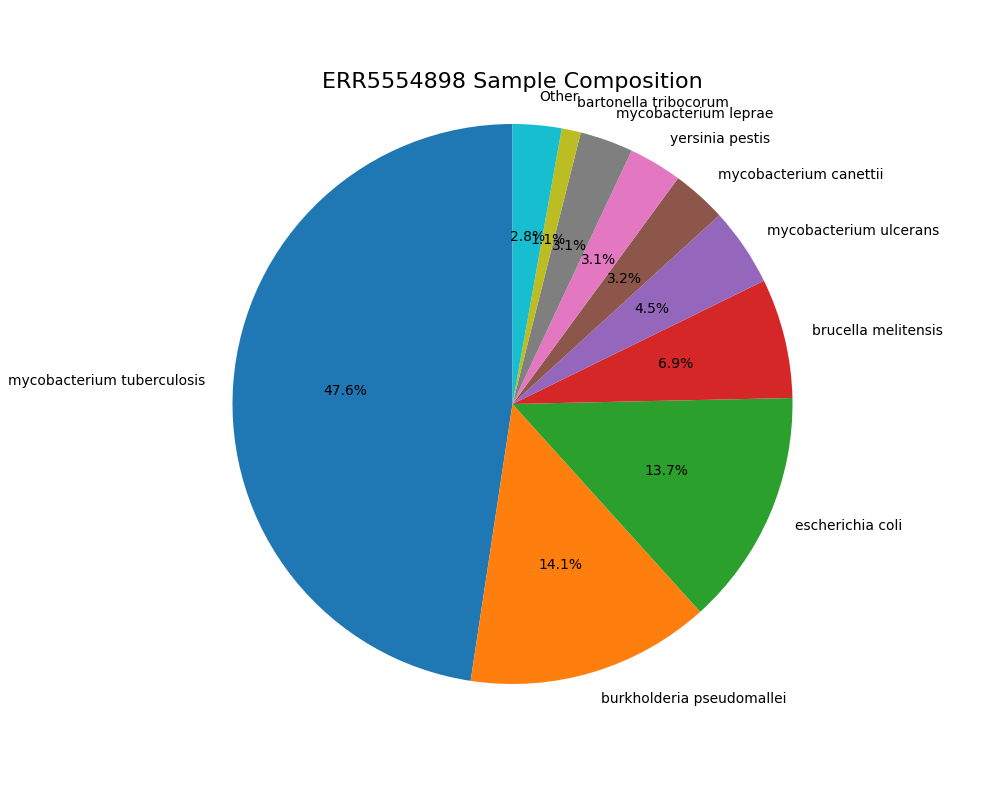 ERR5554898 Sample Composition
Other
bartonella tribocorum
mycobacterium leprae
yersinia pestis
mycobacterium canettii
mycobacterium ulcerans
brucella melitensis
escherichia coli
burkholderia pseudomallei
mycobacterium tuberculosis
2.8%
1.1%
3.1%
3.1%
3.2%
4.5%
6.9%
13.7%
14.1%
47.6%